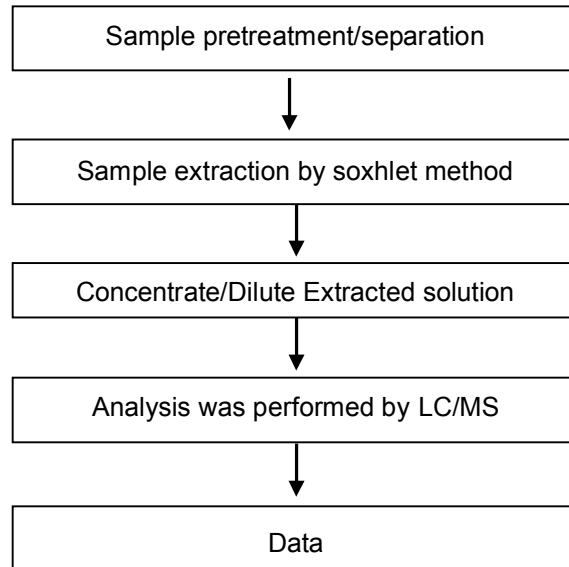 Sample pretreatment/separation
Sample extraction by soxhlet method
Concentrate/Dilute Extracted solution
Analysis was performed by LC/MS
Data